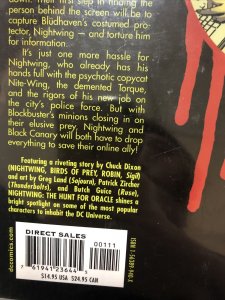 down. Their first step in finding the
person behind the screen will be to
capture Blüdhaven's costumed pro-
tector, Nightwing — and torture him
for information.
It's just one more hassle for
Nightwing, who already has his
hands full with the psychotic copycat
Nite-Wing, the demented Torque,
and the rigors of his new job on
the city's police force. But with
Blockbuster's minions closing in on
their elusive prey, Nightwing and
Black Canary will both have to drop
everything to save their online ally!
Featuring a riveting story by Chuck Dixon
(NIGHTWING, BIRDS OF PREY, ROBIN, Sigil)
and art by Greg Land (Sojourn), Patrick Zircher
(Thunderbolts), and Butch Guice (Ruse),
NIGHTWING: THE HUNT FOR ORACLE shines a
bright spotlight on some of the most popular
characters to inhabit the DC Universe.
dccomics.com
DIRECT SALES
00111
7 61941 23644 5
$14.95 USA $24.95 CAN